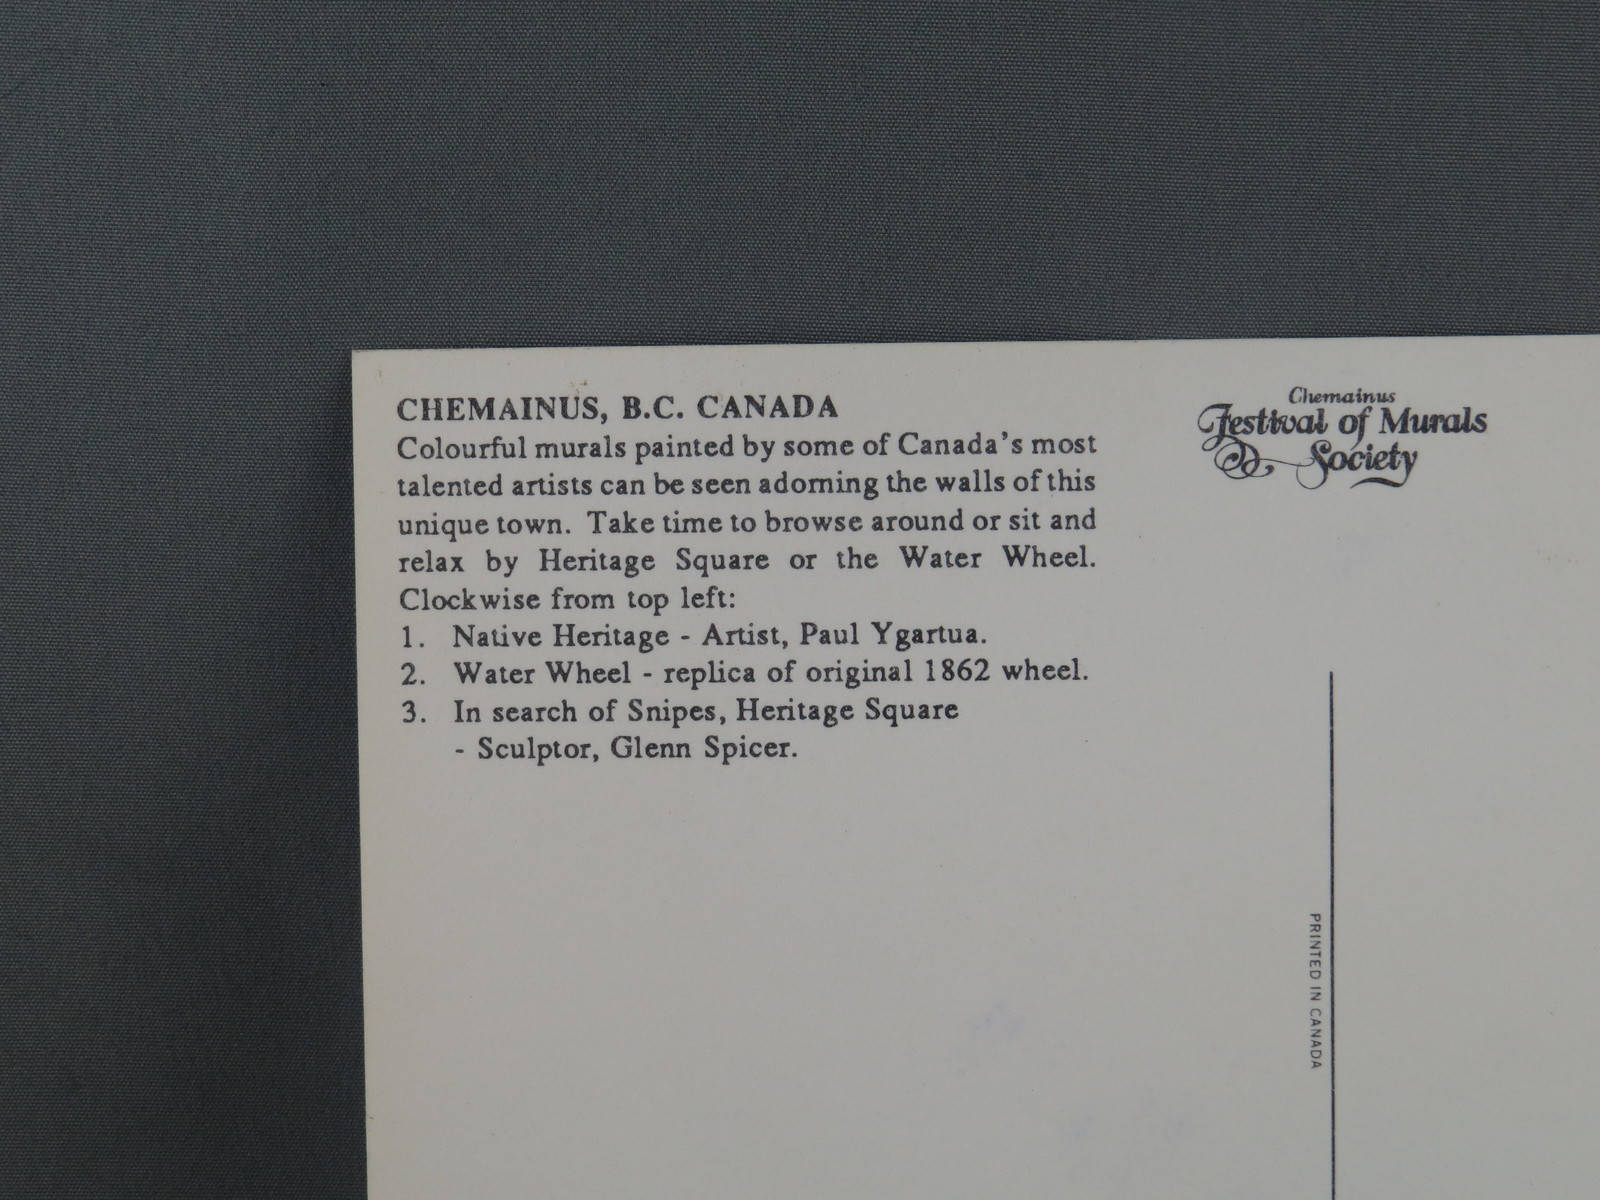 CHEMAINUS, B.C. CANADA
Colourful murals painted by some of Canada's most
talented artists can be seen adorning the walls of this
unique town. Take time to browse around or sit and
relax by Heritage Square or the Water Wheel.
Clockwise from top left:
1. Native Heritage - Artist, Paul Ygartua.
2. Water Wheel - replica of original 1862 wheel.
3. In search of Snipes, Heritage Square
- Sculptor, Glenn Spicer.
Chemainus
Festival of Murals
Society
PRINTED IN CANADA